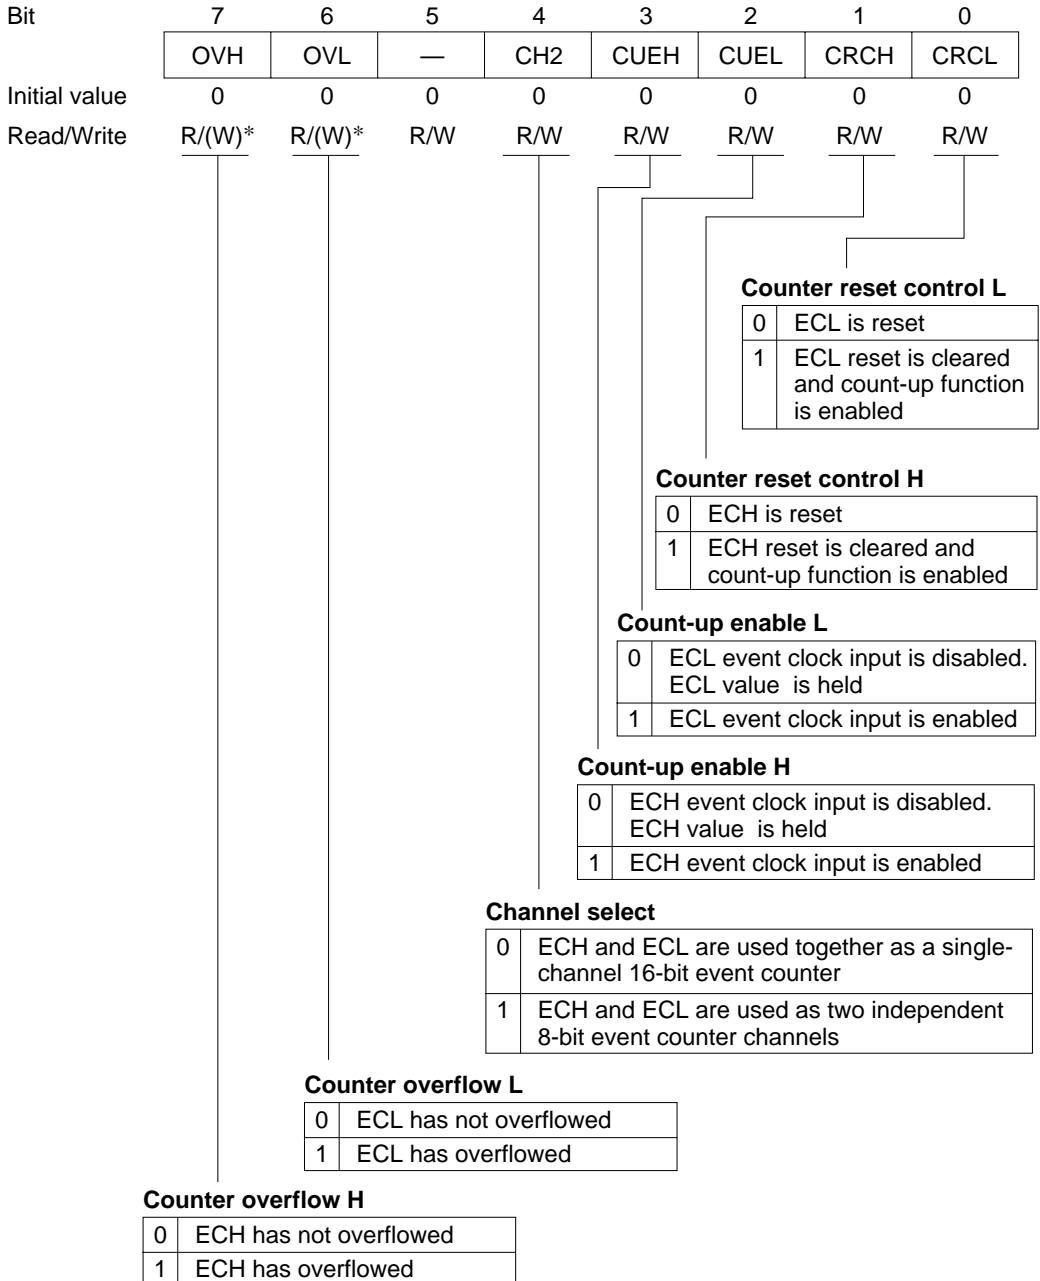 Bit 7 6 5 4 3 2 1 0
OVH OVL — CH2 CUEH CUEL CRCH CRCL
Initial value 0 0 0 0 0 0 0 0
Read/Write R/(W)* R/(W)* R/W R/W R/W R/W R/W R/W
Counter reset control L
0 ECL is reset
1 ECL reset is cleared
and count-up function
is enabled
Counter reset control H
0 ECH is reset
1 ECH reset is cleared and
count-up function is enabled
Count-up enable L
0 ECL event clock input is disabled.
ECL value is held
1 ECL event clock input is enabled
Count-up enable H
0 ECH event clock input is disabled.
ECH value is held
1 ECH event clock input is enabled
Channel select
0 ECH and ECL are used together as a single-
channel 16-bit event counter
1 ECH and ECL are used as two independent
8-bit event counter channels
Counter overflow L
0 ECL has not overflowed
1 ECL has overflowed
Counter overflow H
0 ECH has not overflowed
1 ECH has overflowed